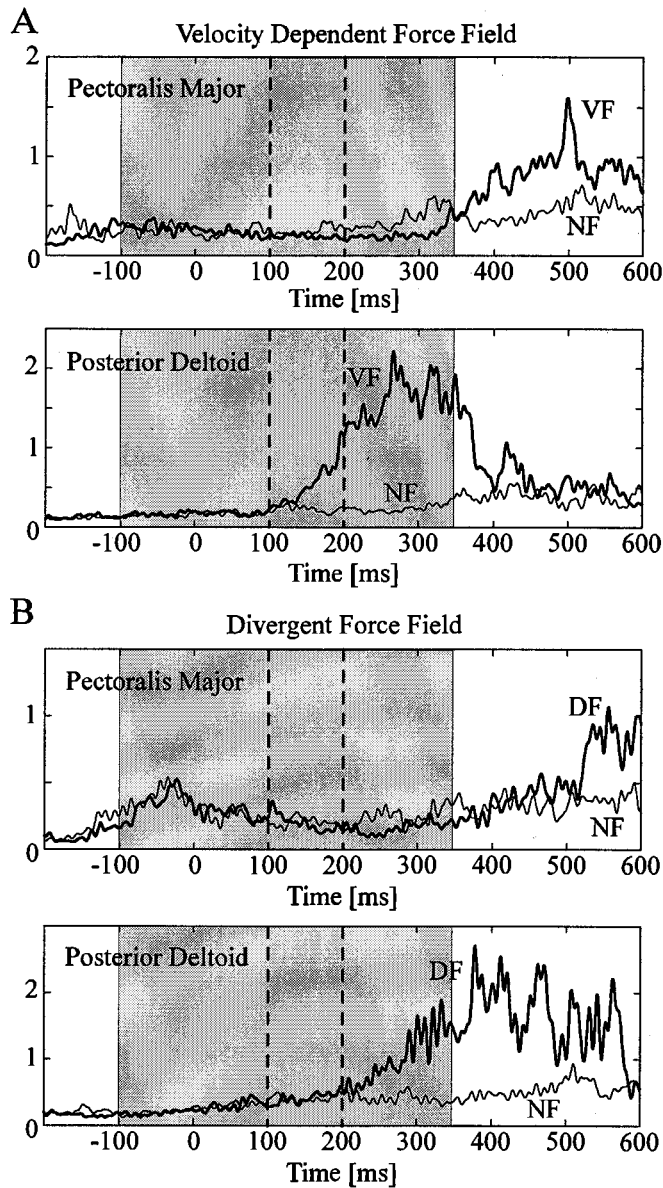 A
Velocity Dependent Force Field
2
Pectoralis Major
VF
1
NF
0
-100 0 100 200 300 400 500 600
Time [ms]
Posterior Deltoid
2
VF
1
NF
0
-100 0 100 200 300 400 500 600
Time [ms]
B
Divergent Force Field
Pectoralis Major
DF
1
NF
0
-100 0 100 200 300 400 500 600
Time [ms]
Posterior Deltoid
DF
2
1
NF
0
-100 0 100 200 300 400 500 600
Time [ms]